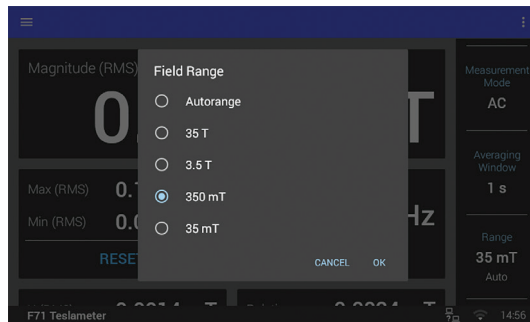 Magnitude (RMS)
Field Range
Autorange
35 T
3.5 T
350 mT
35 mT
CANCEL OK
Max (RMS)
Min (RMS)
Hz
Measurement
Mode
AC
Averaging
Window
1 s
Range
35 mT
Auto
F71 Teslameter
14:56